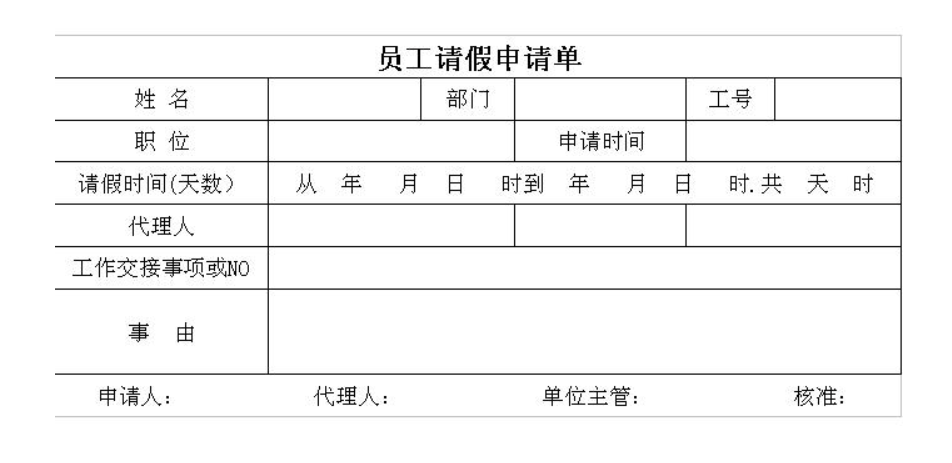 员工请假申请单
姓 名 部门 工号
职 位 申请时间
请假时间(天数) 从 年 月 日 时到 年 月 日 时.共 天 时
代理人
工作交接事项或NO
事 由
申请人: 代理人: 单位主管: 核准: